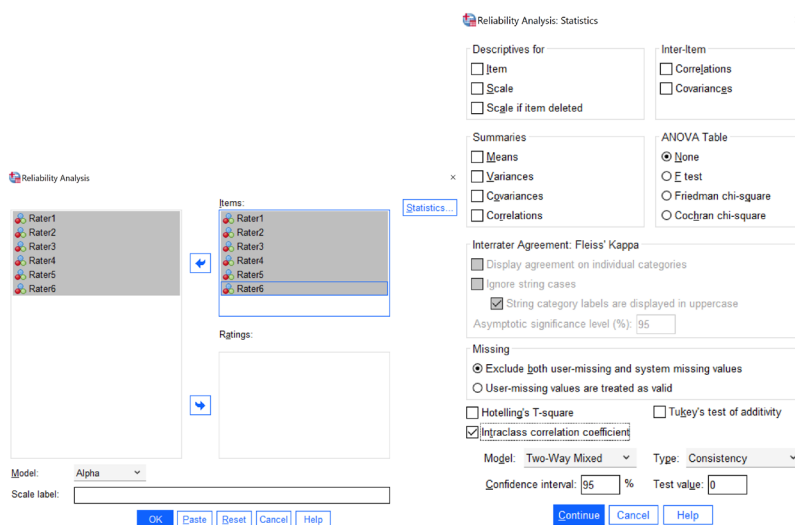 Reliability Analysis
Items:
Statistics...
Rater1
Rater2
Rater3
Rater4
Rater5
Rater6
Rater1
Rater2
Rater3
Rater4
Rater5
Rater6
Ratings:
Model: Alpha
Scale label:
OK Paste Reset Cancel Help
Reliability Analysis: Statistics
Descriptives for
Item
Scale
Scale if item deleted
Inter-Item
Correlations
Covariances
Summaries
Means
Variances
Covariances
Correlations
ANOVA Table
None
F test
Friedman chi-square
Cochran chi-square
Interrater Agreement: Fleiss' Kappa
Display agreement on individual categories
Ignore string cases
String category labels are displayed in uppercase
Asymptotic significance level (%): 95
Missing
Exclude both user-missing and system missing values
User-missing values are treated as valid
Hotelling's T-square Tukey's test of additivity
Intraclass correlation coefficient
Model: Two-Way Mixed Type: Consistency
Confidence interval: 95 % Test value: 0
Continue Cancel Help